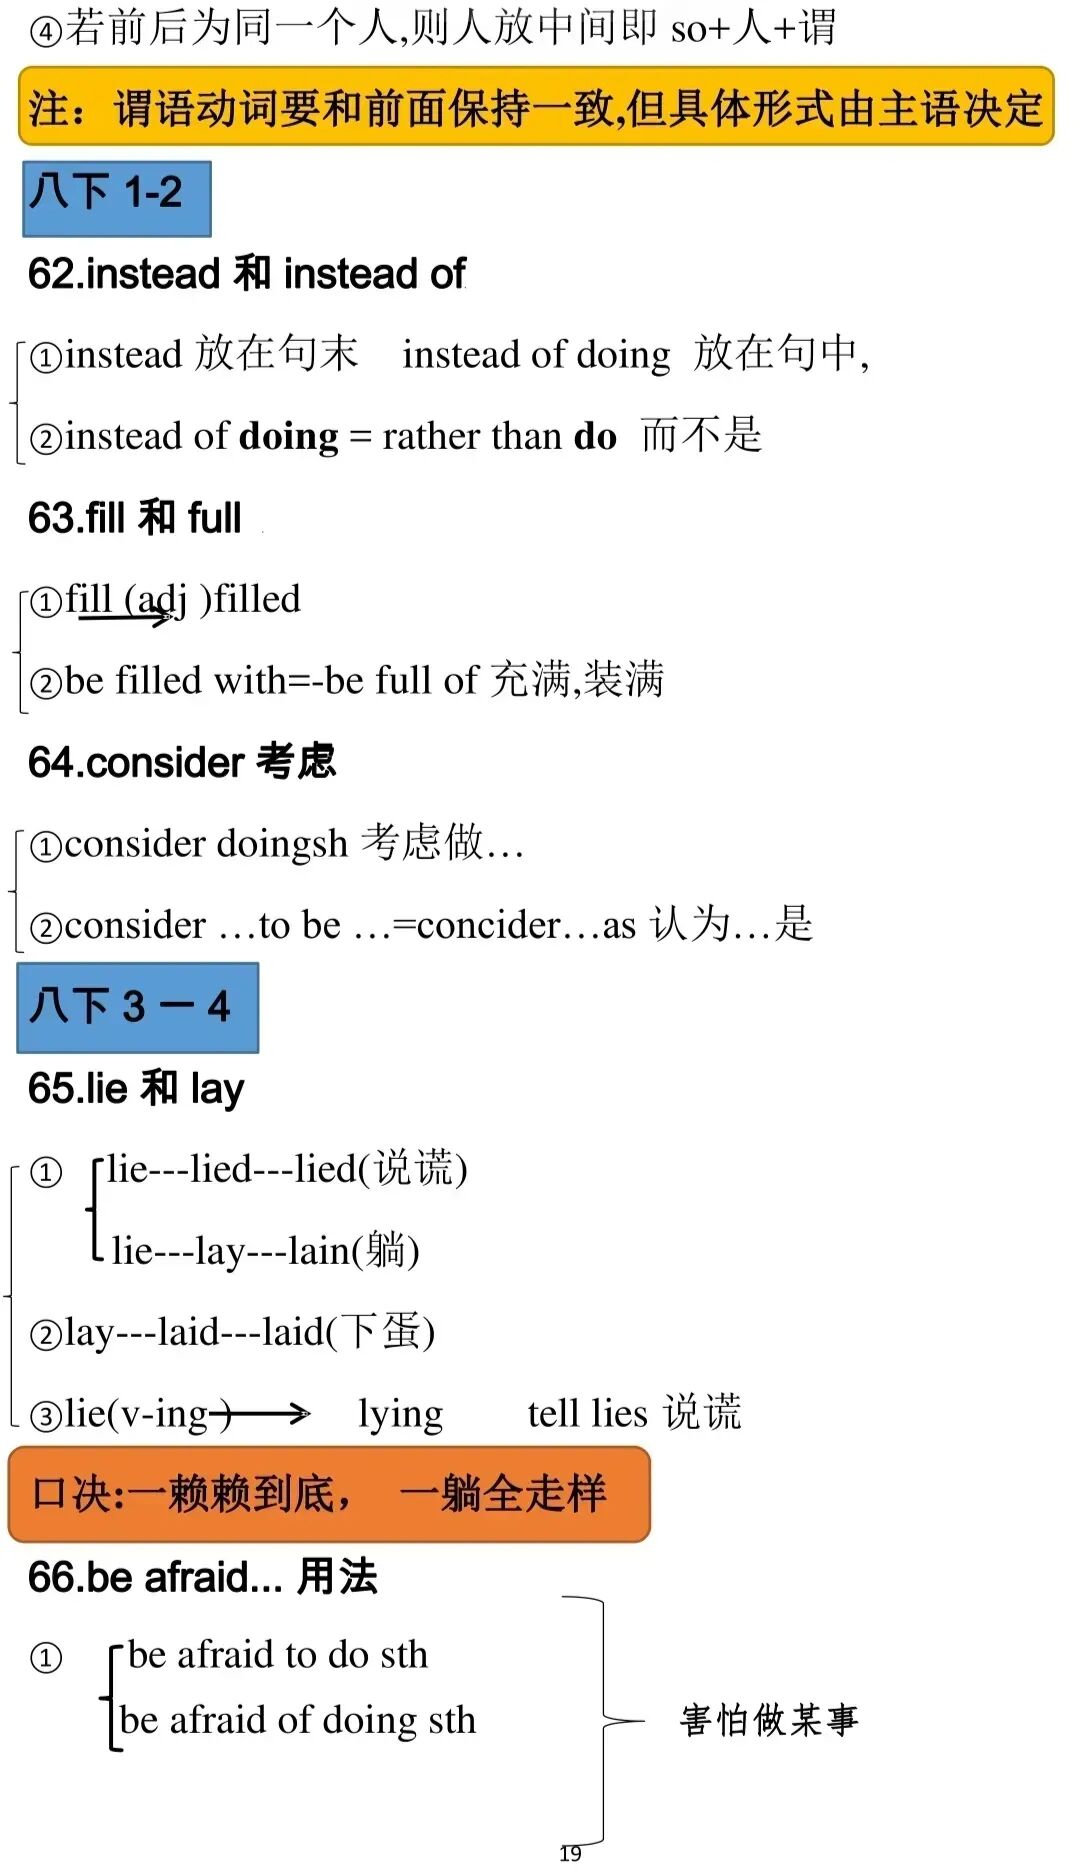 ④若前后为同一个人,则人放中间即 so+人+谓
注：谓语动词要和前面保持一致,但具体形式由主语决定
八下 1-2
62.instead 和 instead of
①instead 放在句末 instead of doing 放在句中,
②instead of doing = rather than do 而不是
63.fill 和 full
①fill (adj )filled
②be filled with=-be full of 充满,装满
64.consider 考虑
①consider doingsh 考虑做…
②consider …to be …=concider…as 认为…是
八下 3 一 4
65.lie 和 lay
① lie---lied---lied(说谎)
lie---lay---lain(躺)
②lay---laid---laid(下蛋)
③lie(v-ing ) lying tell lies 说谎
口决:一赖赖到底， 一躺全走样
66.be afraid... 用法
① be afraid to do sth
be afraid of doing sth
害怕做某事
19